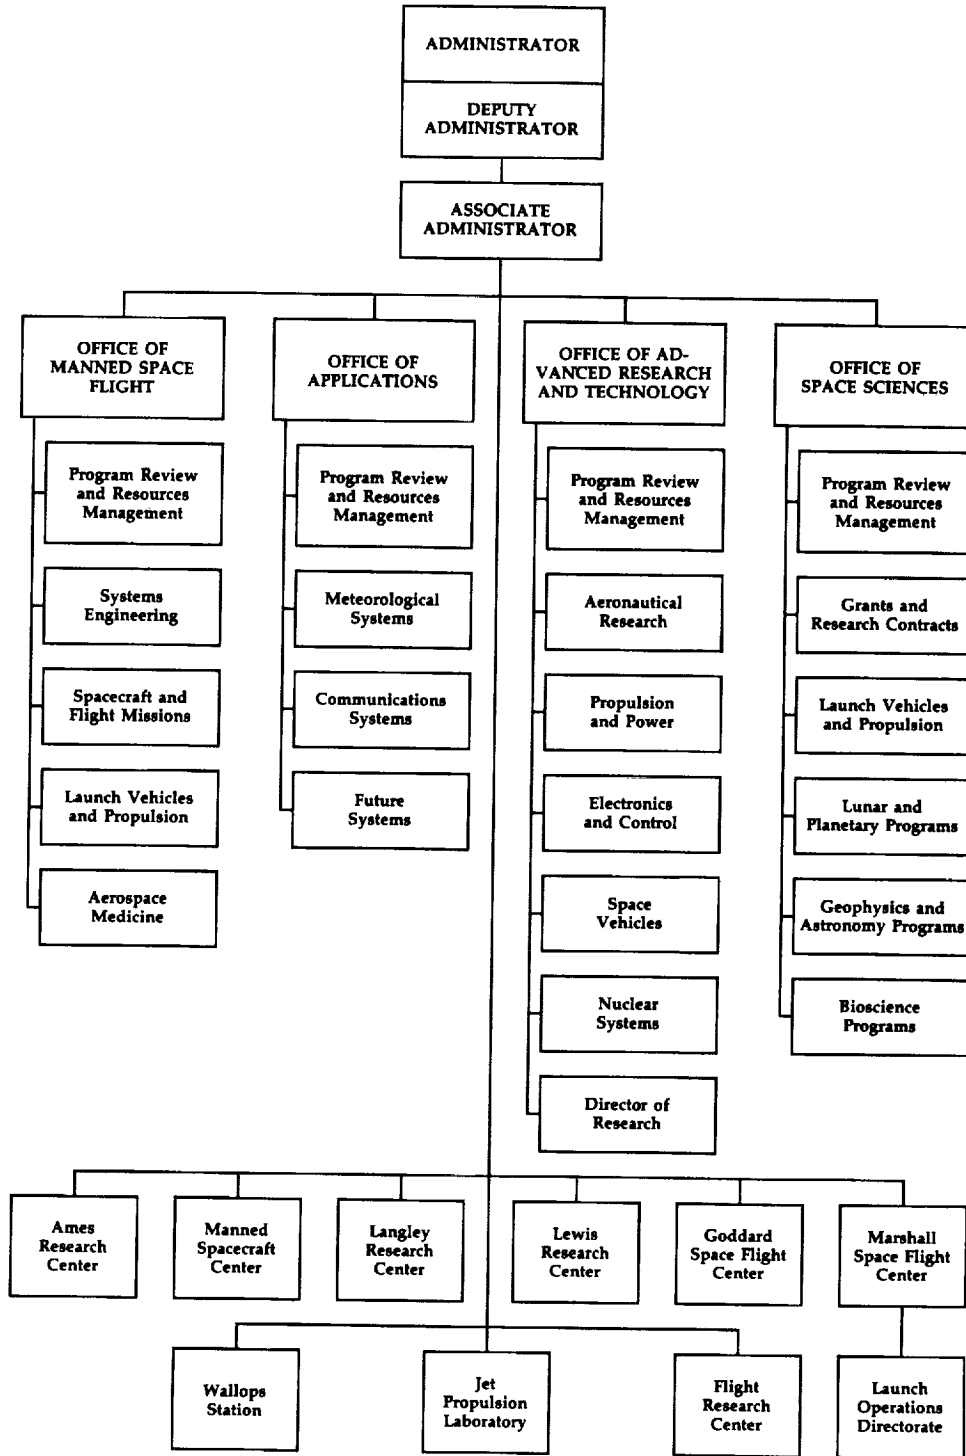 ADMINISTRATOR
DEPUTY
ADMINISTRATOR
ASSOCIATE
ADMINISTRATOR
OFFICE OF
MANNED SPACE
FLIGHT
Program Review
and Resources
Management
Systems
Engineering
Spacecraft and
Flight Missions
Launch Vehicles
and Propulsion
Aerospace
Medicine
OFFICE OF
APPLICATIONS
Program Review
and Resources
Management
Meteorological
Systems
Communications
Systems
Future
Systems
OFFICE OF AD-
VANCED RESEARCH
AND TECHNOLOGY
Program Review
and Resources
Management
Aeronautical
Research
Propulsion
and Power
Electronics
and Control
Space
Vehicles
Nuclear
Systems
Director of
Research
OFFICE OF
SPACE SCIENCES
Program Review
and Resources
Management
Grants and
Research Contracts
Launch Vehicles
and Propulsion
Lunar and
Planetary Programs
Geophysics and
Astronomy Programs
Bioscience
Programs
Ames
Research
Center
Manned
Spacecraft
Center
Langley
Research
Center
Lewis
Research
Center
Goddard
Space Flight
Center
Marshall
Space Flight
Center
Wallops
Station
Jet
Propulsion
Laboratory
Flight
Research
Center
Launch
Operations
Directorate